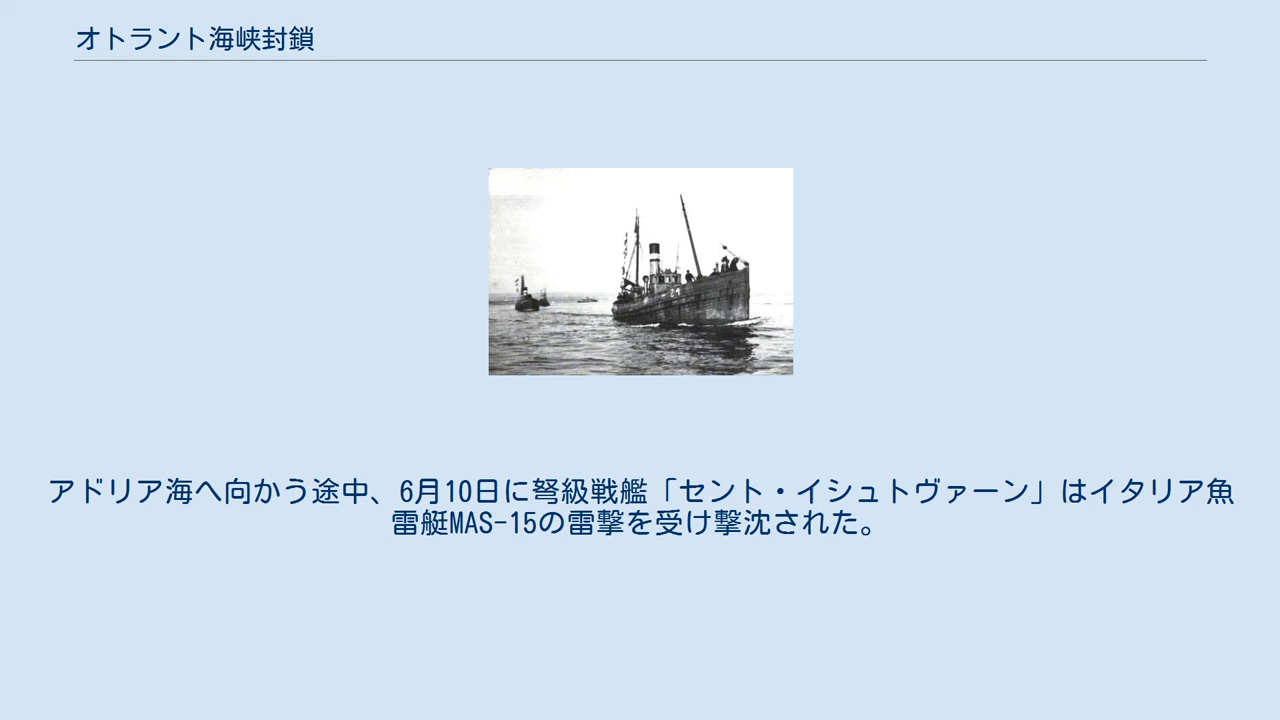 オトラント海峡封鎖
アドリア海へ向かう途中、6月10日に弩級戦艦「セント・イシュトヴァーン」はイタリア魚
雷艇MAS-15の雷撃を受け撃沈された。